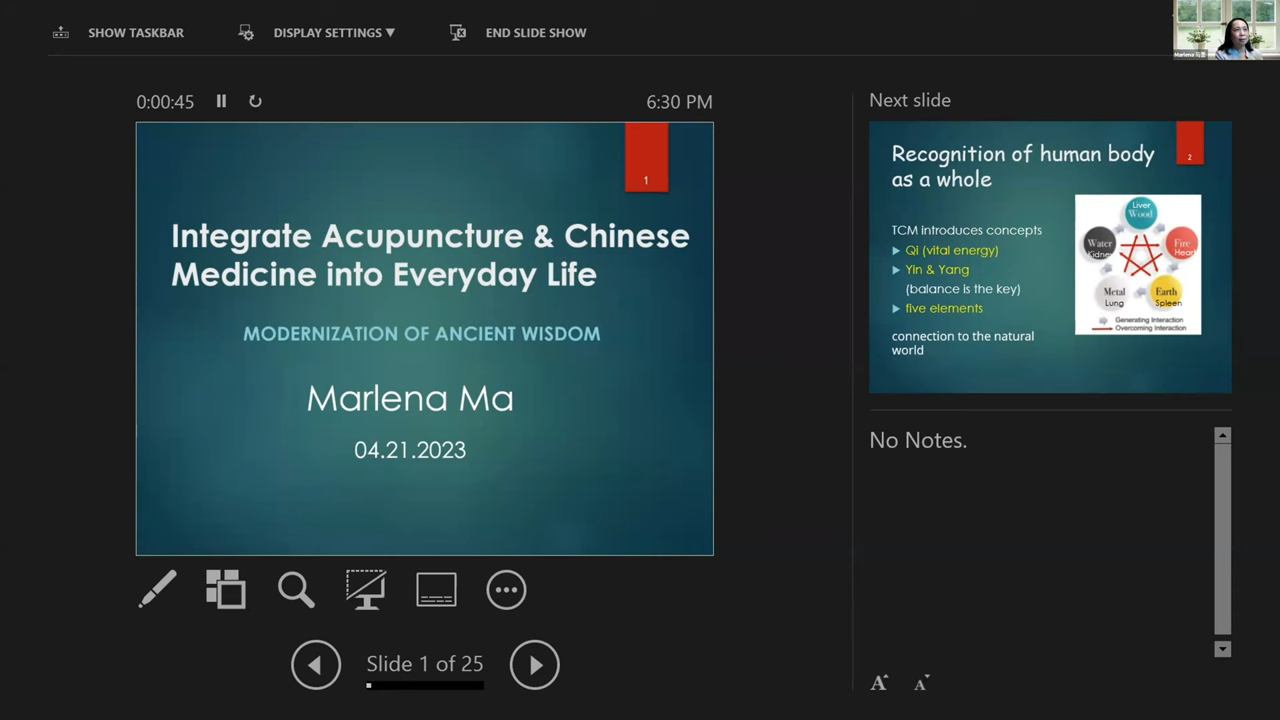 SHOW TASKBAR
DISPLAY SETTINGS ▼
END SLIDE SHOW
Marlena 马蕾
0:00:45
6:30 PM
1
Integrate Acupuncture & Chinese
Medicine into Everyday Life
MODERNIZATION OF ANCIENT WISDOM
Marlena Ma
04.21.2023
Slide 1 of 25
Next slide
2
Recognition of human body
as a whole
TCM introduces concepts
Qi (vital energy)
Yin & Yang
(balance is the key)
five elements
connection to the natural
world
Liver
Wood
Water
Kidney
Fire
Heart
Metal
Lung
Earth
Spleen
Generating Interaction
Overcoming Interaction
No Notes.
A
A